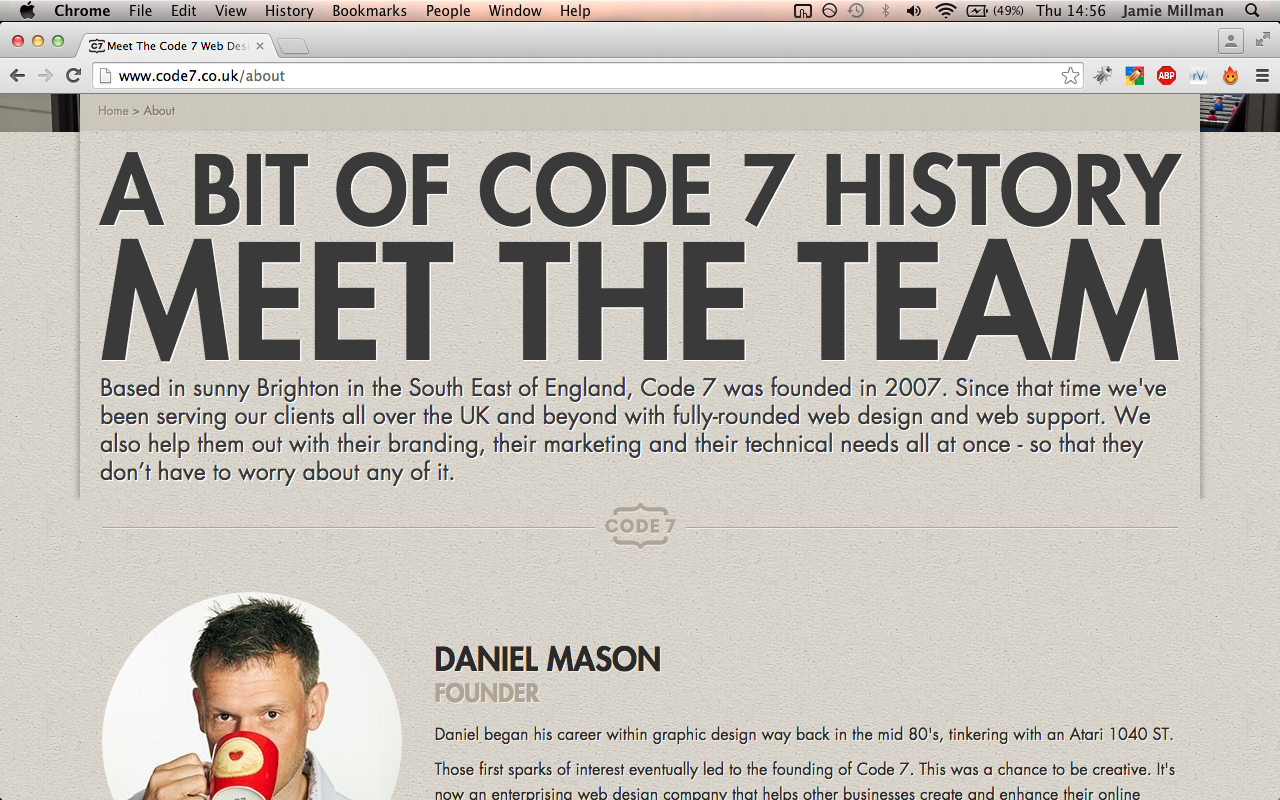 Chrome File Edit View History Bookmarks People Window Help (49%) Thu 14:56 Jamie Millman
C7 Meet The Code 7 Web Des
www.code7.co.uk/about ABP rV
Home > About
A BIT OF CODE 7 HISTORY
MEET THE TEAM
Based in sunny Brighton in the South East of England, Code 7 was founded in 2007. Since that time we've
been serving our clients all over the UK and beyond with fully-rounded web design and web support. We
also help them out with their branding, their marketing and their technical needs all at once - so that they
don’t have to worry about any of it.
CODE 7
DANIEL MASON
FOUNDER
Daniel began his career within graphic design way back in the mid 80's, tinkering with an Atari 1040 ST.
Those first sparks of interest eventually led to the founding of Code 7. This was a chance to be creative. It's
now an enterprising web design company that helps other businesses create and enhance their online